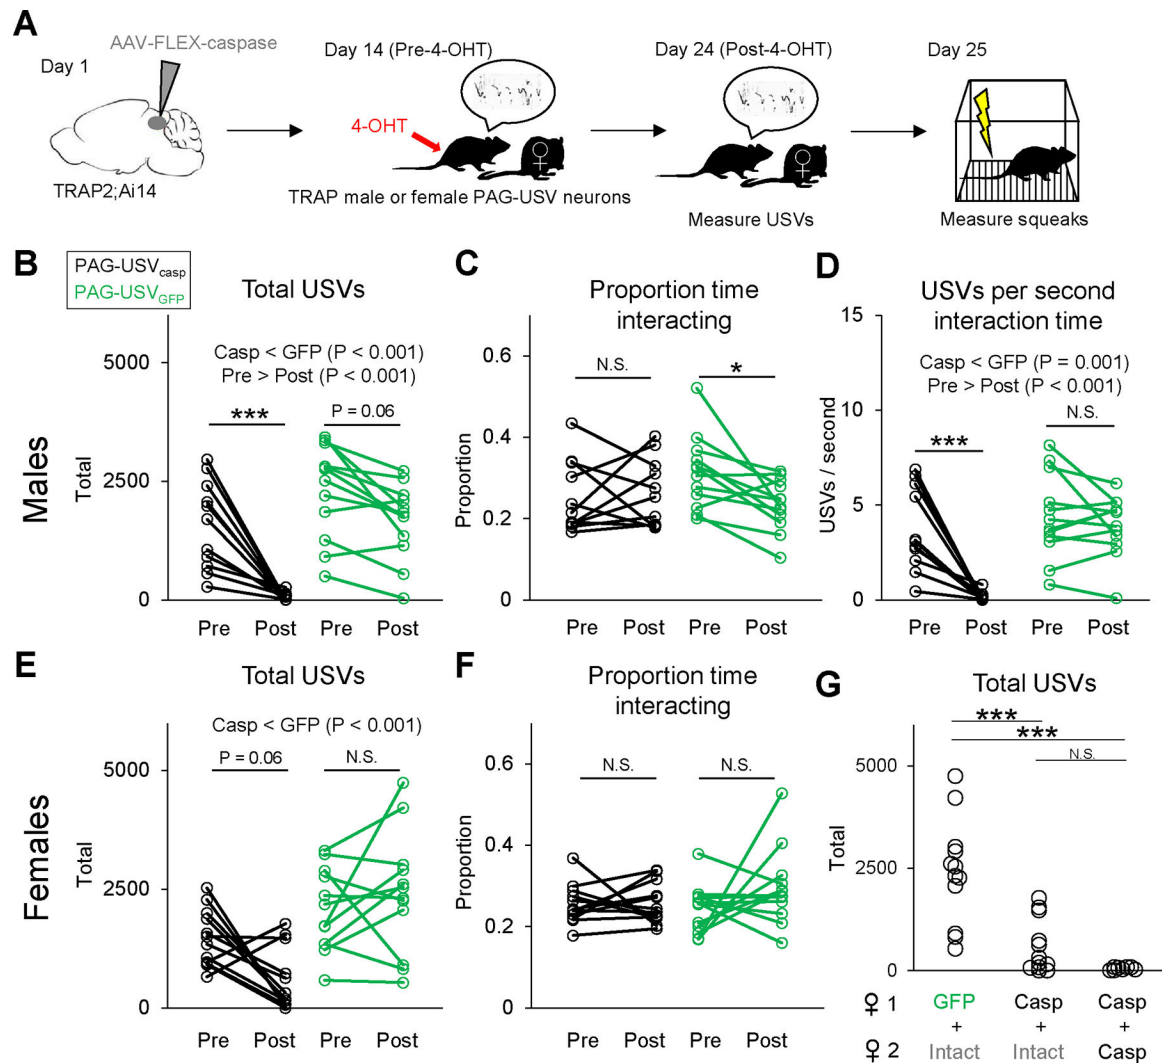 A
AAV-FLEX-caspase
Day 1
TRAP2;Ai14
Day 14 (Pre-4-OHT)
4-OHT
♀
TRAP male or female PAG-USV neurons
Day 24 (Post-4-OHT)
♀
Measure USVs
Day 25
Measure squeaks
Males
B
PAG-USVcasp
PAG-USVGFP
Total USVs
Casp < GFP (P < 0.001)
Pre > Post (P < 0.001)
***
P = 0.06
5000
2500
0
Total
Pre Post Pre Post
C
Proportion time
interacting
N.S.
*
0.6
0.4
0.2
0
Proportion
Pre Post Pre Post
D
USVs per second
interaction time
Casp < GFP (P = 0.001)
Pre > Post (P < 0.001)
***
N.S.
15
10
5
0
USVs / second
Pre Post Pre Post
Females
E
Total USVs
Casp < GFP (P < 0.001)
P = 0.06
N.S.
5000
2500
0
Total
Pre Post Pre Post
F
Proportion time
interacting
N.S.
N.S.
0.6
0.4
0.2
0
Proportion
Pre Post Pre Post
G
Total USVs
***
***
N.S.
5000
2500
0
Total
♀ 1 GFP Casp Casp
+ + +
♀ 2 Intact Intact Casp